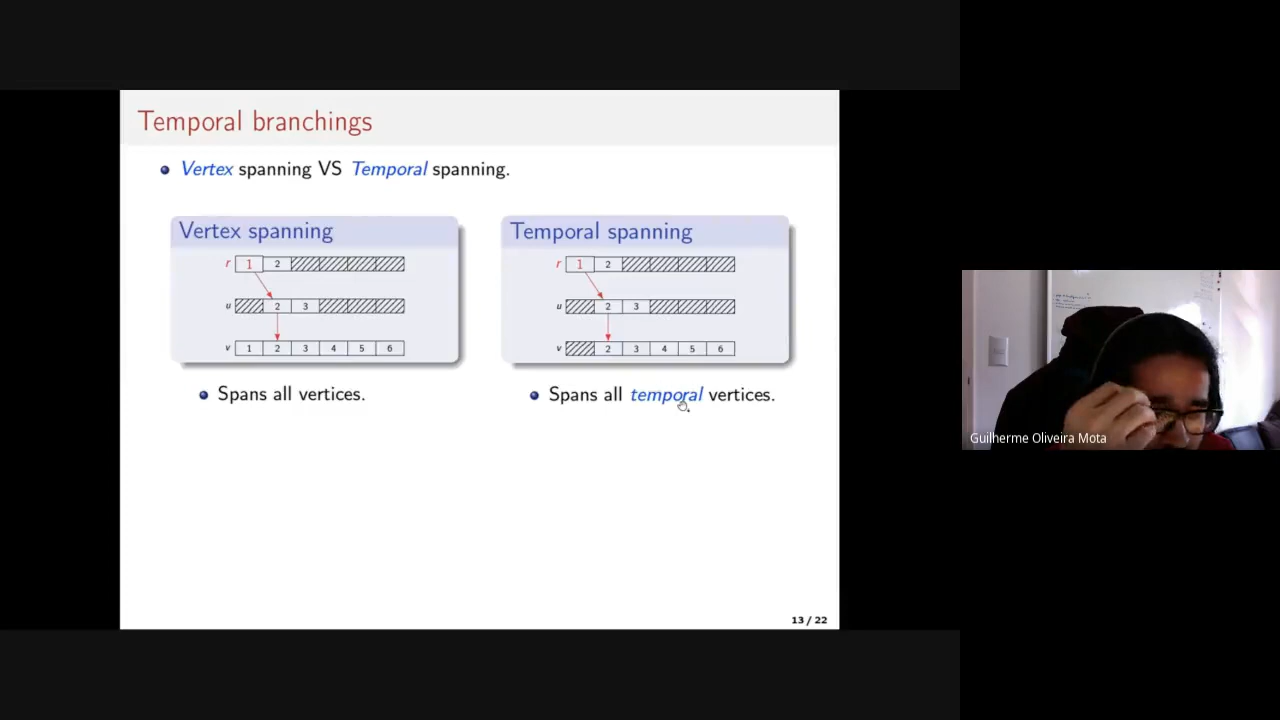 Temporal branchings
Vertex spanning VS Temporal spanning.
Vertex spanning
r 1 2
u 2 3
v 1 2 3 4 5 6
Spans all vertices.
Temporal spanning
r 1 2
u 2 3
v 2 3 4 5 6
Spans all temporal vertices.
13 / 22
Guilherme Oliveira Mota